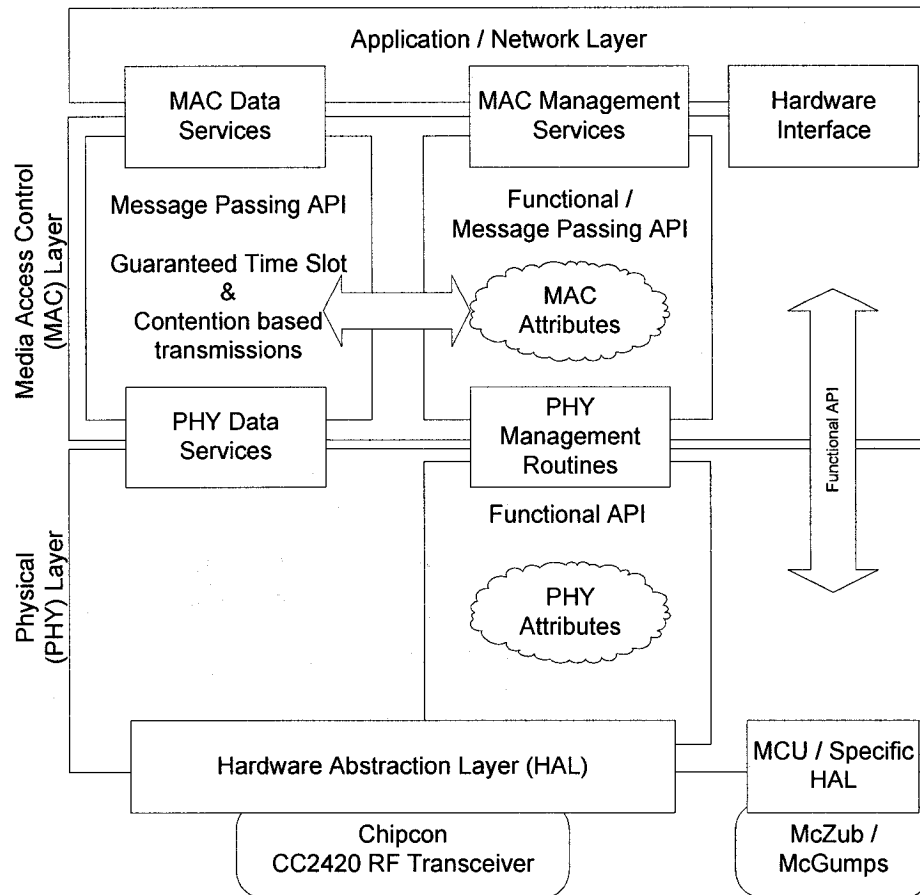 Application / Network Layer
MAC Data
Services
MAC Management
Services
Hardware
Interface
Media Access Control
(MAC) Layer
Message Passing API
Guaranteed Time Slot
&
Contention based
transmissions
Functional /
Message Passing API
MAC
Attributes
Functional API
PHY Data
Services
PHY
Management
Routines
Physical
(PHY) Layer
Functional API
PHY
Attributes
Hardware Abstraction Layer (HAL)
MCU / Specific
HAL
Chipcon
CC2420 RF Transceiver
McZub /
McGumps